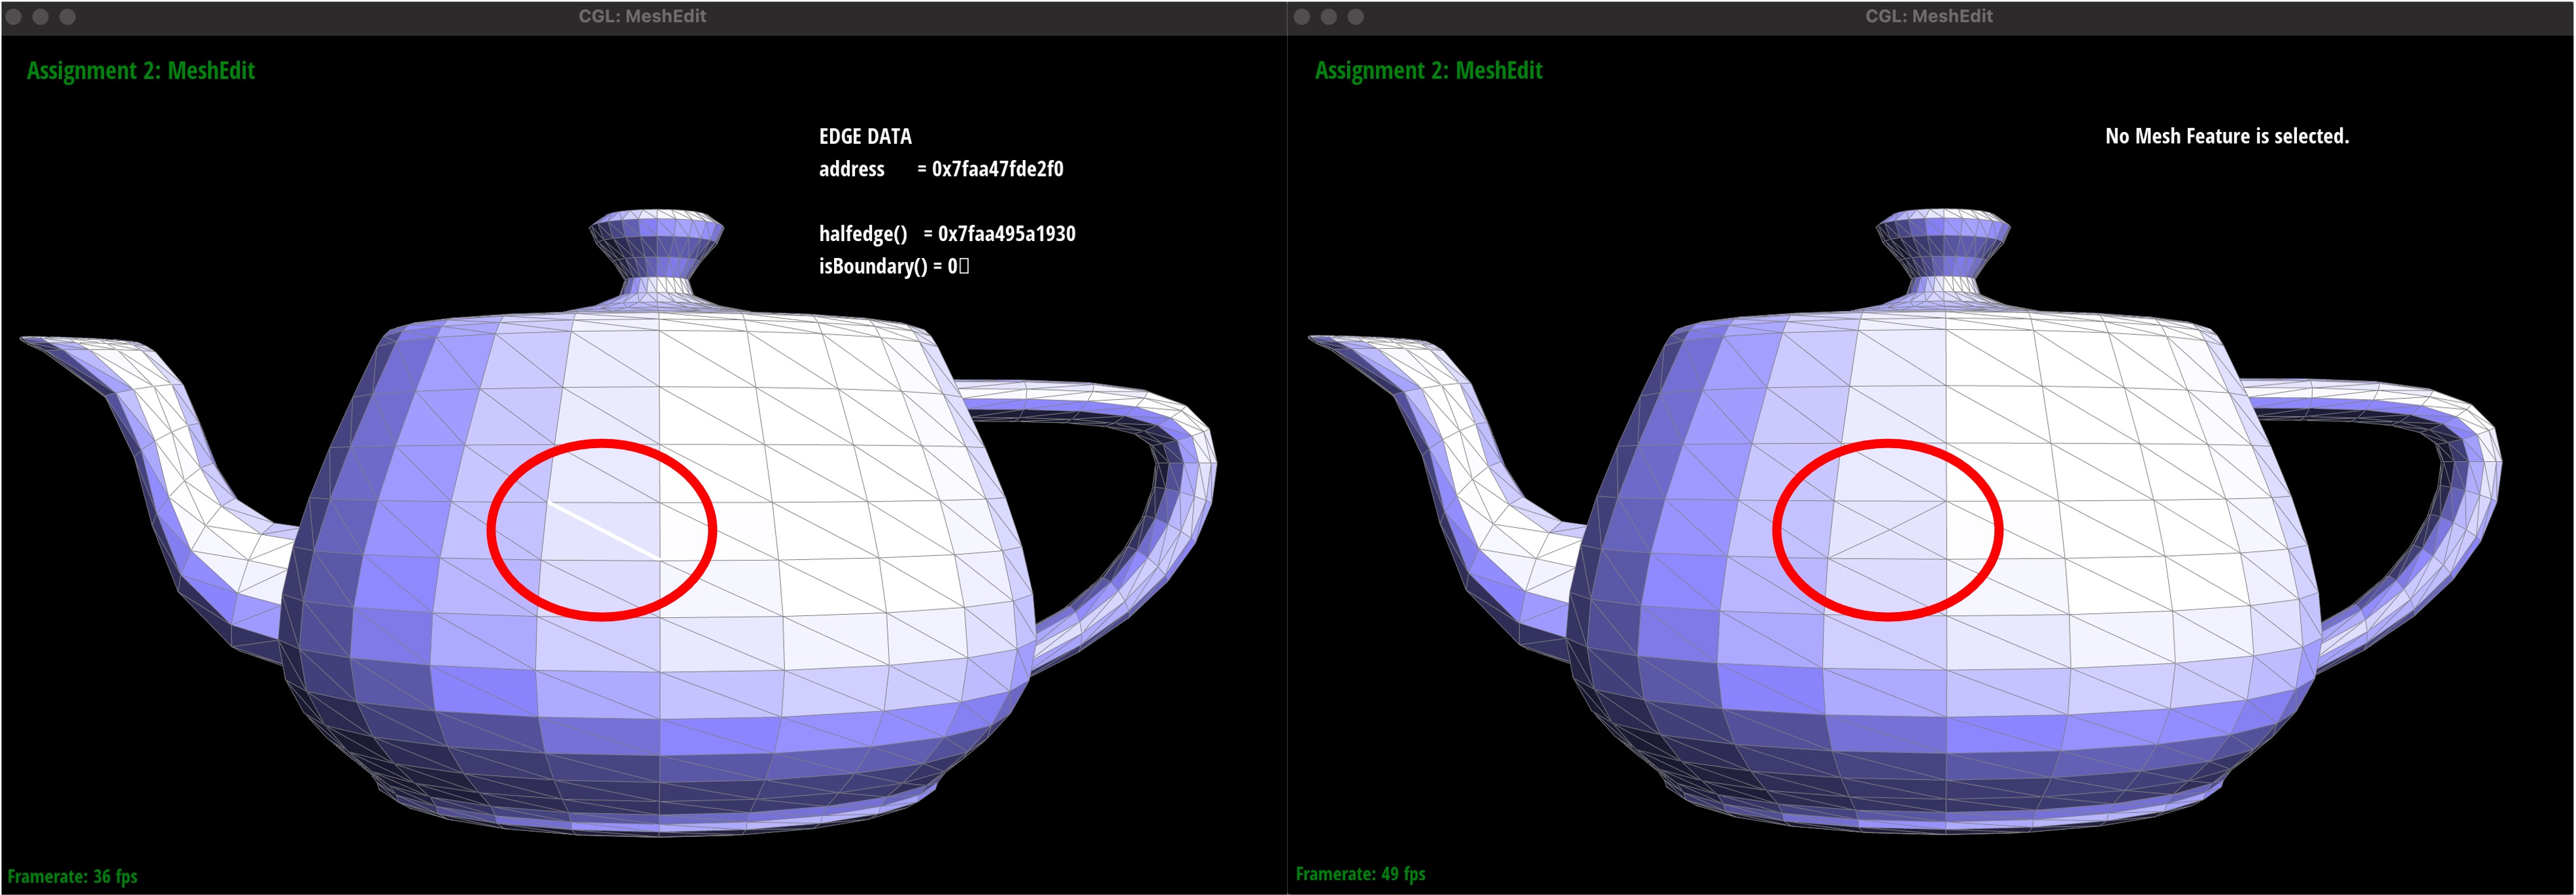 CGL: MeshEdit
Assignment 2: MeshEdit
EDGE DATA
address = 0x7faa47fde2f0
halfedge() = 0x7faa495a1930
isBoundary() = 0▯
Framerate: 36 fps
CGL: MeshEdit
Assignment 2: MeshEdit
No Mesh Feature is selected.
Framerate: 49 fps